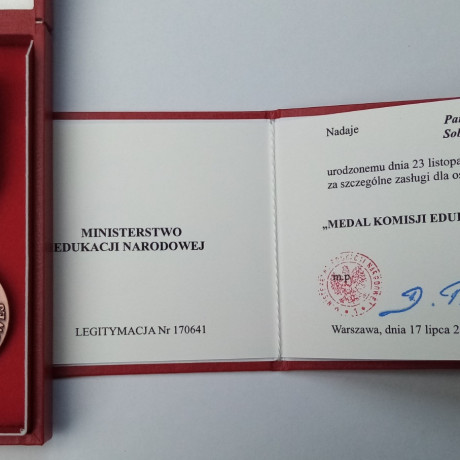 MINISTERSTWO
EDUKACJI NARODOWEJ
LEGITYMACJA Nr 170641
Nadaje
urodzonemu dnia 23 listopa
za szczególne zasługi dla oś
„MEDAL KOMISJI EDU
m.p.
Warszawa, dnia 17 lipca 2